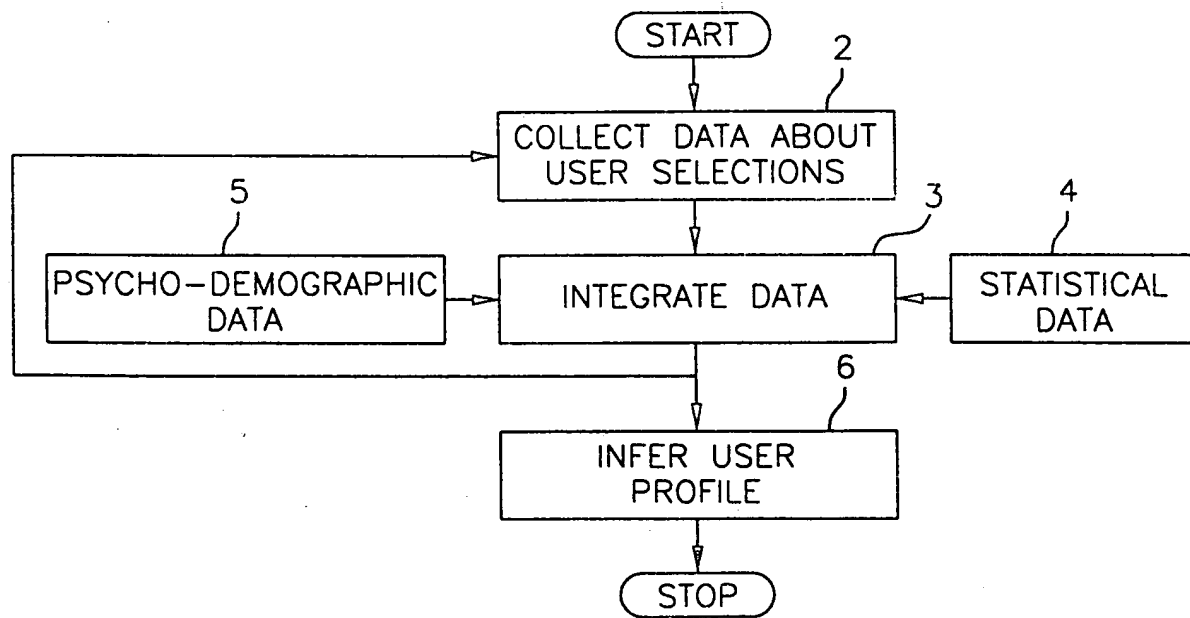 START
2
COLLECT DATA ABOUT
USER SELECTIONS
5
3
4
PSYCHO-DEMOGRAPHIC
DATA
INTEGRATE DATA
STATISTICAL
DATA
6
INFER USER
PROFILE
STOP